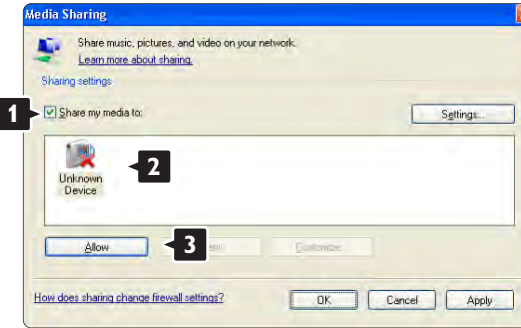 Media Sharing
Share music, pictures, and video on your network.
Learn more about sharing.
Sharing settings
1
Share my media to:
Settings...
2
Unknown
Device
Allow
3
Customize
How does sharing change firewall settings?
OK
Cancel
Apply